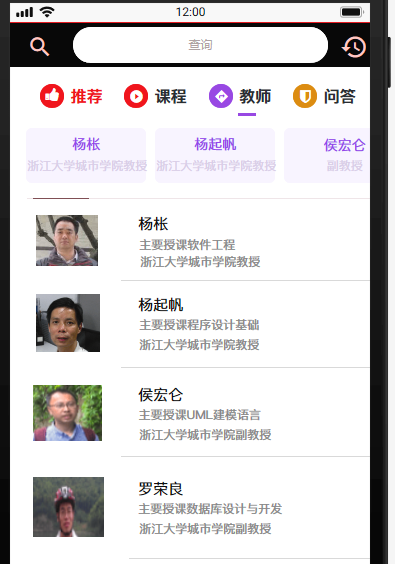 12:00
查询
推荐 课程 教师 问答
杨枨 杨起帆 侯宏仑
浙江大学城市学院教授 浙江大学城市学院教授 副教授
杨枨
主要授课软件工程
浙江大学城市学院教授
杨起帆
主要授课程序设计基础
浙江大学城市学院教授
侯宏仑
主要授课UML建模语言
浙江大学城市学院副教授
罗荣良
主要授课数据库设计与开发
浙江大学城市学院副教授